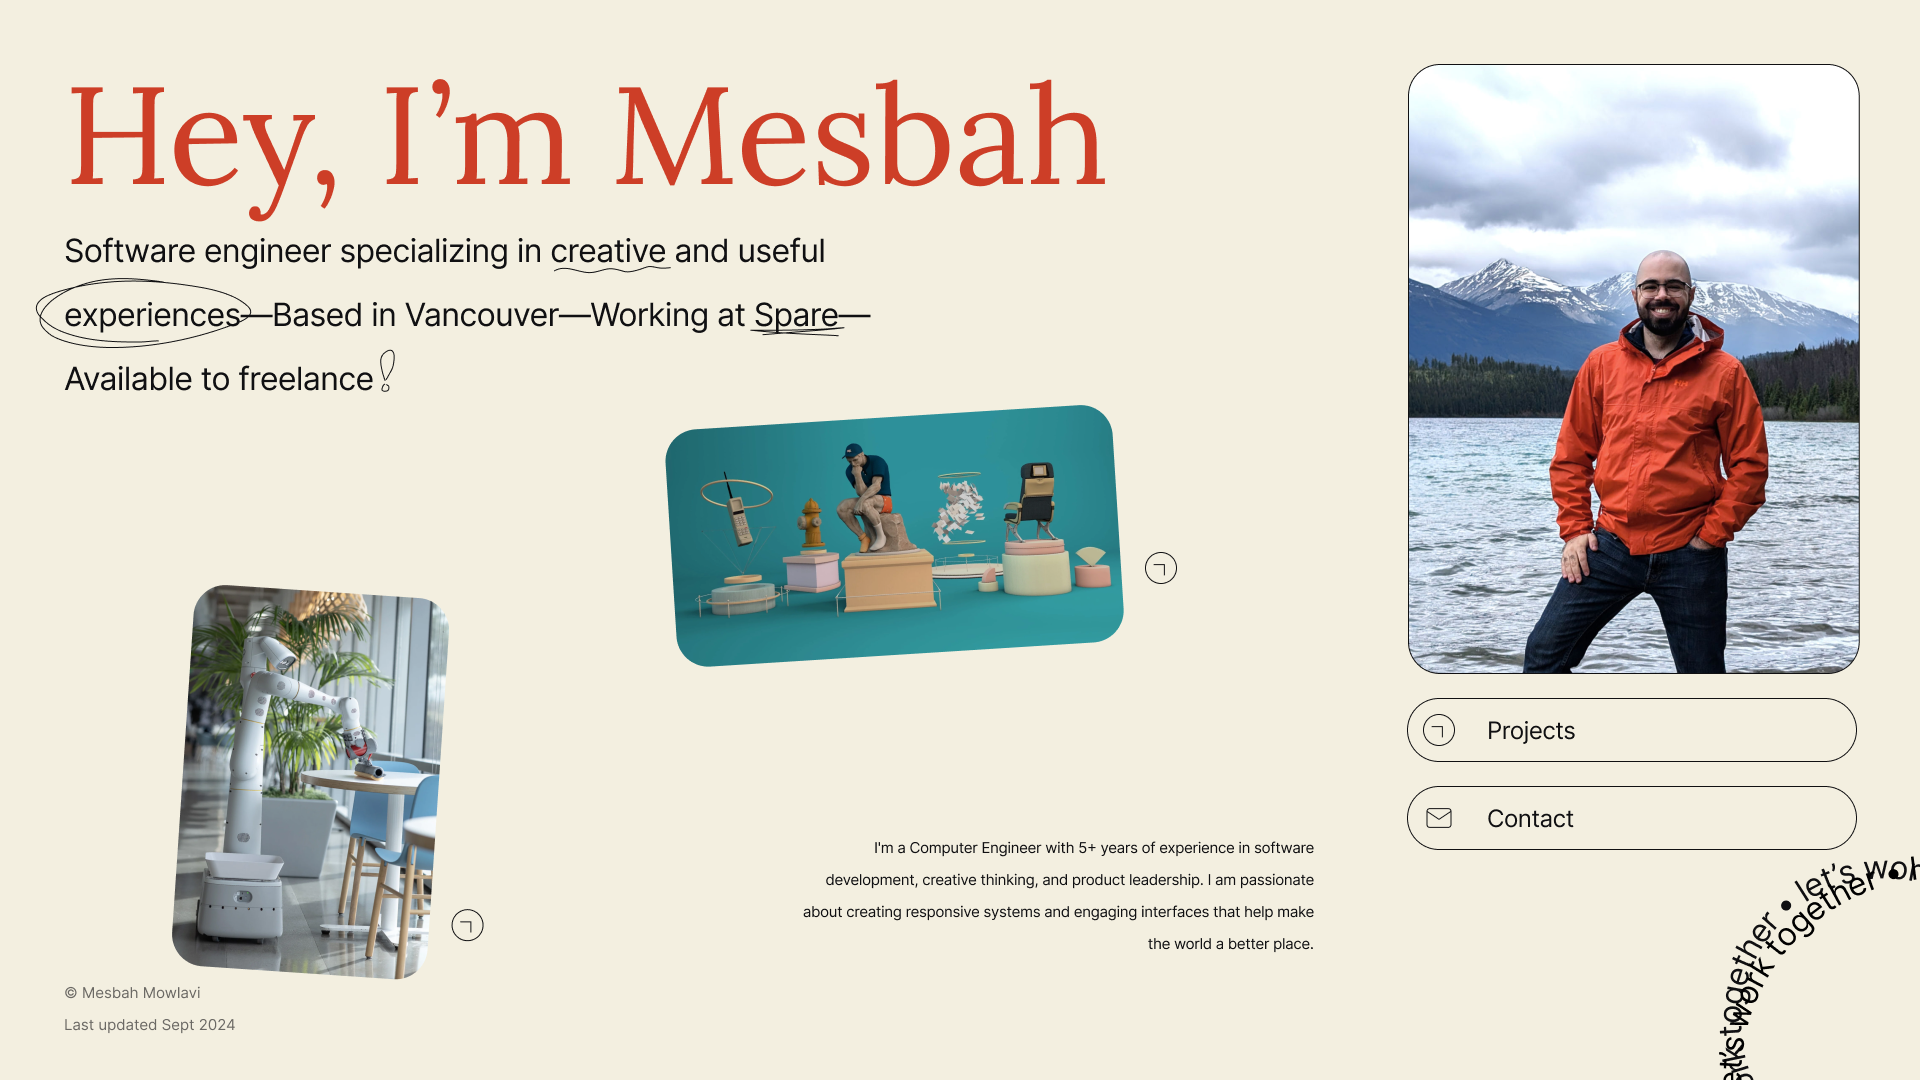 Hey, I’m Mesbah
Software engineer specializing in creative and useful
experiences—Based in Vancouver—Working at Spare—
Available to freelance!
I'm a Computer Engineer with 5+ years of experience in software
development, creative thinking, and product leadership. I am passionate
about creating responsive systems and engaging interfaces that help make
the world a better place.
© Mesbah Mowlavi
Last updated Sept 2024
Projects
Contact
together • let’s
work together •